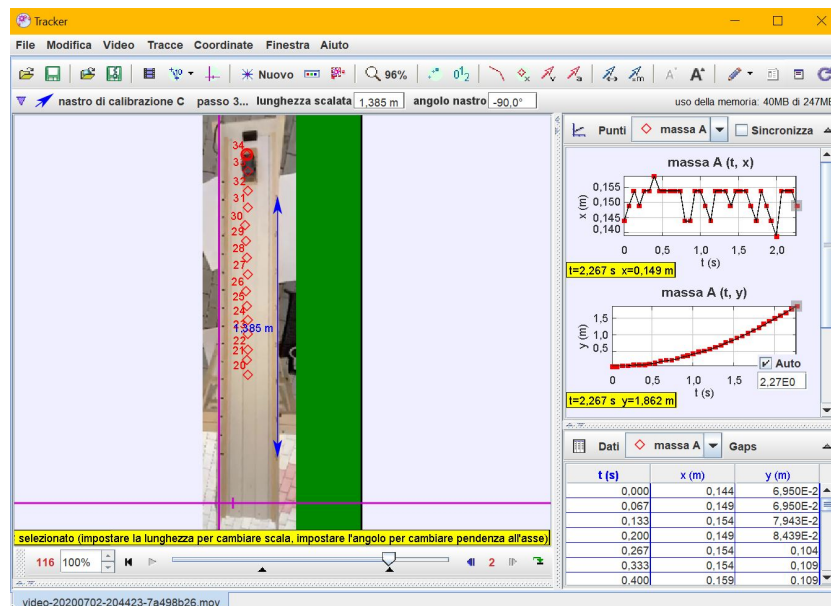 Tracker
File Modifica Video Tracce Coordinate Finestra Aiuto
Nuovo 96%
nastro di calibrazione C passo 3... lunghezza scalata 1,385 m angolo nastro -90,0° uso della memoria: 40MB di 247MB
Punti massa A Sincronizza
34
33
32
31
30
29
28
27
26
25
24
23
22
21
20
1,385 m
massa A (t, x)
x (m)
0,155
0,150
0,145
0,140
0 0,5 1,0 1,5 2,0
t (s)
t=2,267 s x=0,149 m
massa A (t, y)
y (m)
1,5
1,0
0,5
Auto
0 0,5 1,0 1,5 2,27E0
t (s)
t=2,267 s y=1,862 m
Dati massa A Gaps
t (s) x (m) y (m)
0,000 0,144 6,950E-2
0,067 0,149 6,950E-2
0,133 0,154 7,943E-2
0,200 0,149 8,439E-2
0,267 0,154 0,104
0,333 0,154 0,109
0,400 0,159 0,109
selezionato (impostare la lunghezza per cambiare scala, impostare l'angolo per cambiare pendenza all'asse)
116 100% 2
video-20200702-204423-7a498b26.mov